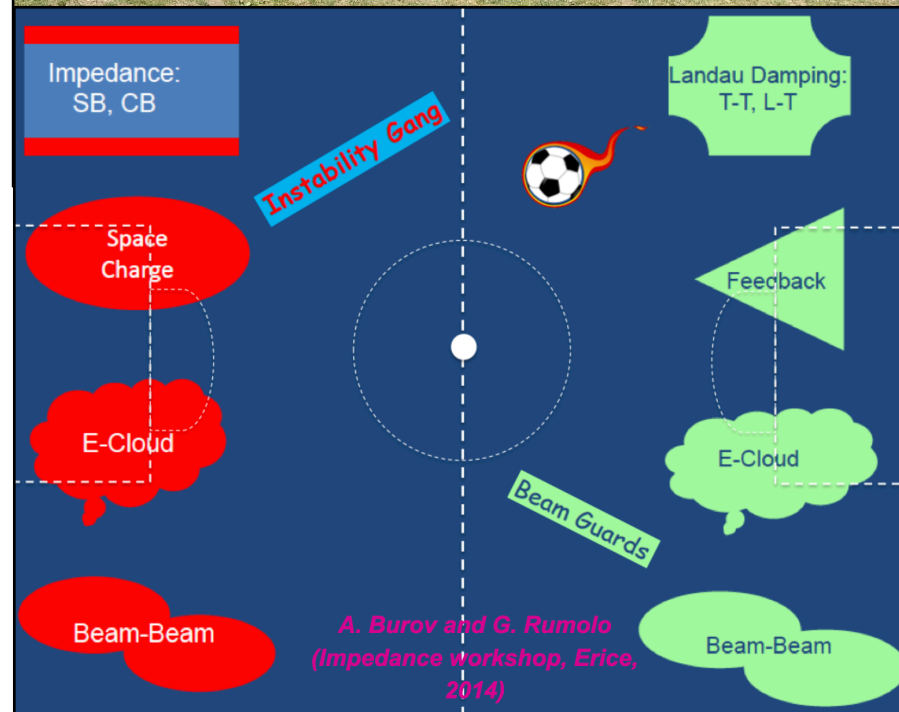 Impedance:
SB, CB
Landau Damping:
T-T, L-T
Instability Gang
Space
Charge
Feedback
E-Cloud
E-Cloud
Beam Guards
Beam-Beam
A. Burov and G. Rumolo
(Impedance workshop, Erice,
2014)
Beam-Beam